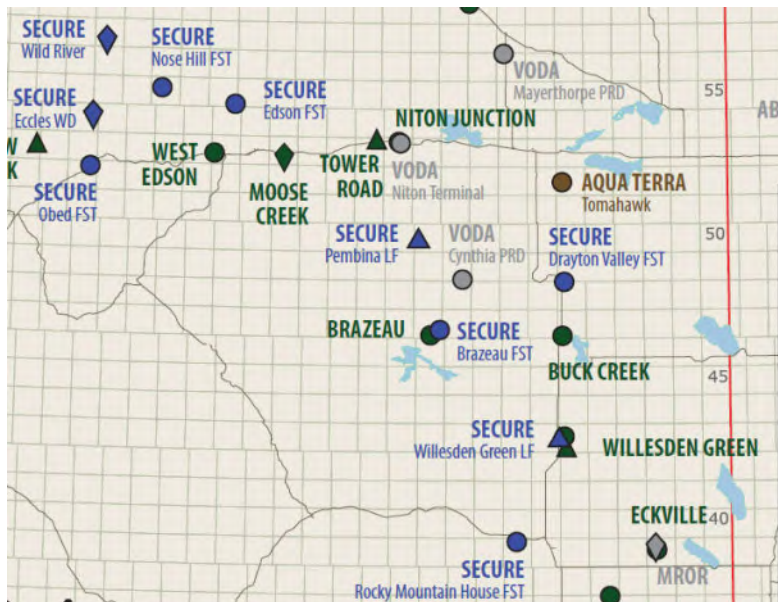 SECURE
Wild River
SECURE
Nose Hill FST
VODA
Mayerthorpe PRD
55
SECURE
Eccles WD
SECURE
Edson FST
AB
NITON JUNCTION
W
K
WEST
EDSON
TOWER
ROAD
VODA
Niton Terminal
MOOSE
CREEK
SECURE
Obed FST
AQUA TERRA
Tomahawk
SECURE
Pembina LF
VODA
Cynthia PRD
SECURE
Drayton Valley FST
50
BRAZEAU
SECURE
Brazeau FST
BUCK CREEK
45
SECURE
Willesden Green LF
WILLESDEN GREEN
ECKVILLE
40
MROR
SECURE
Rocky Mountain House FST